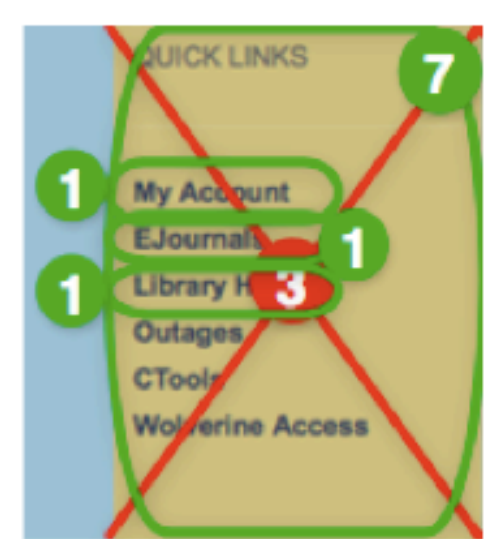 QUICK LINKS
7
1
My Account
EJournals
1
1
Library H
3
Outages
CTools
Wolverine Access